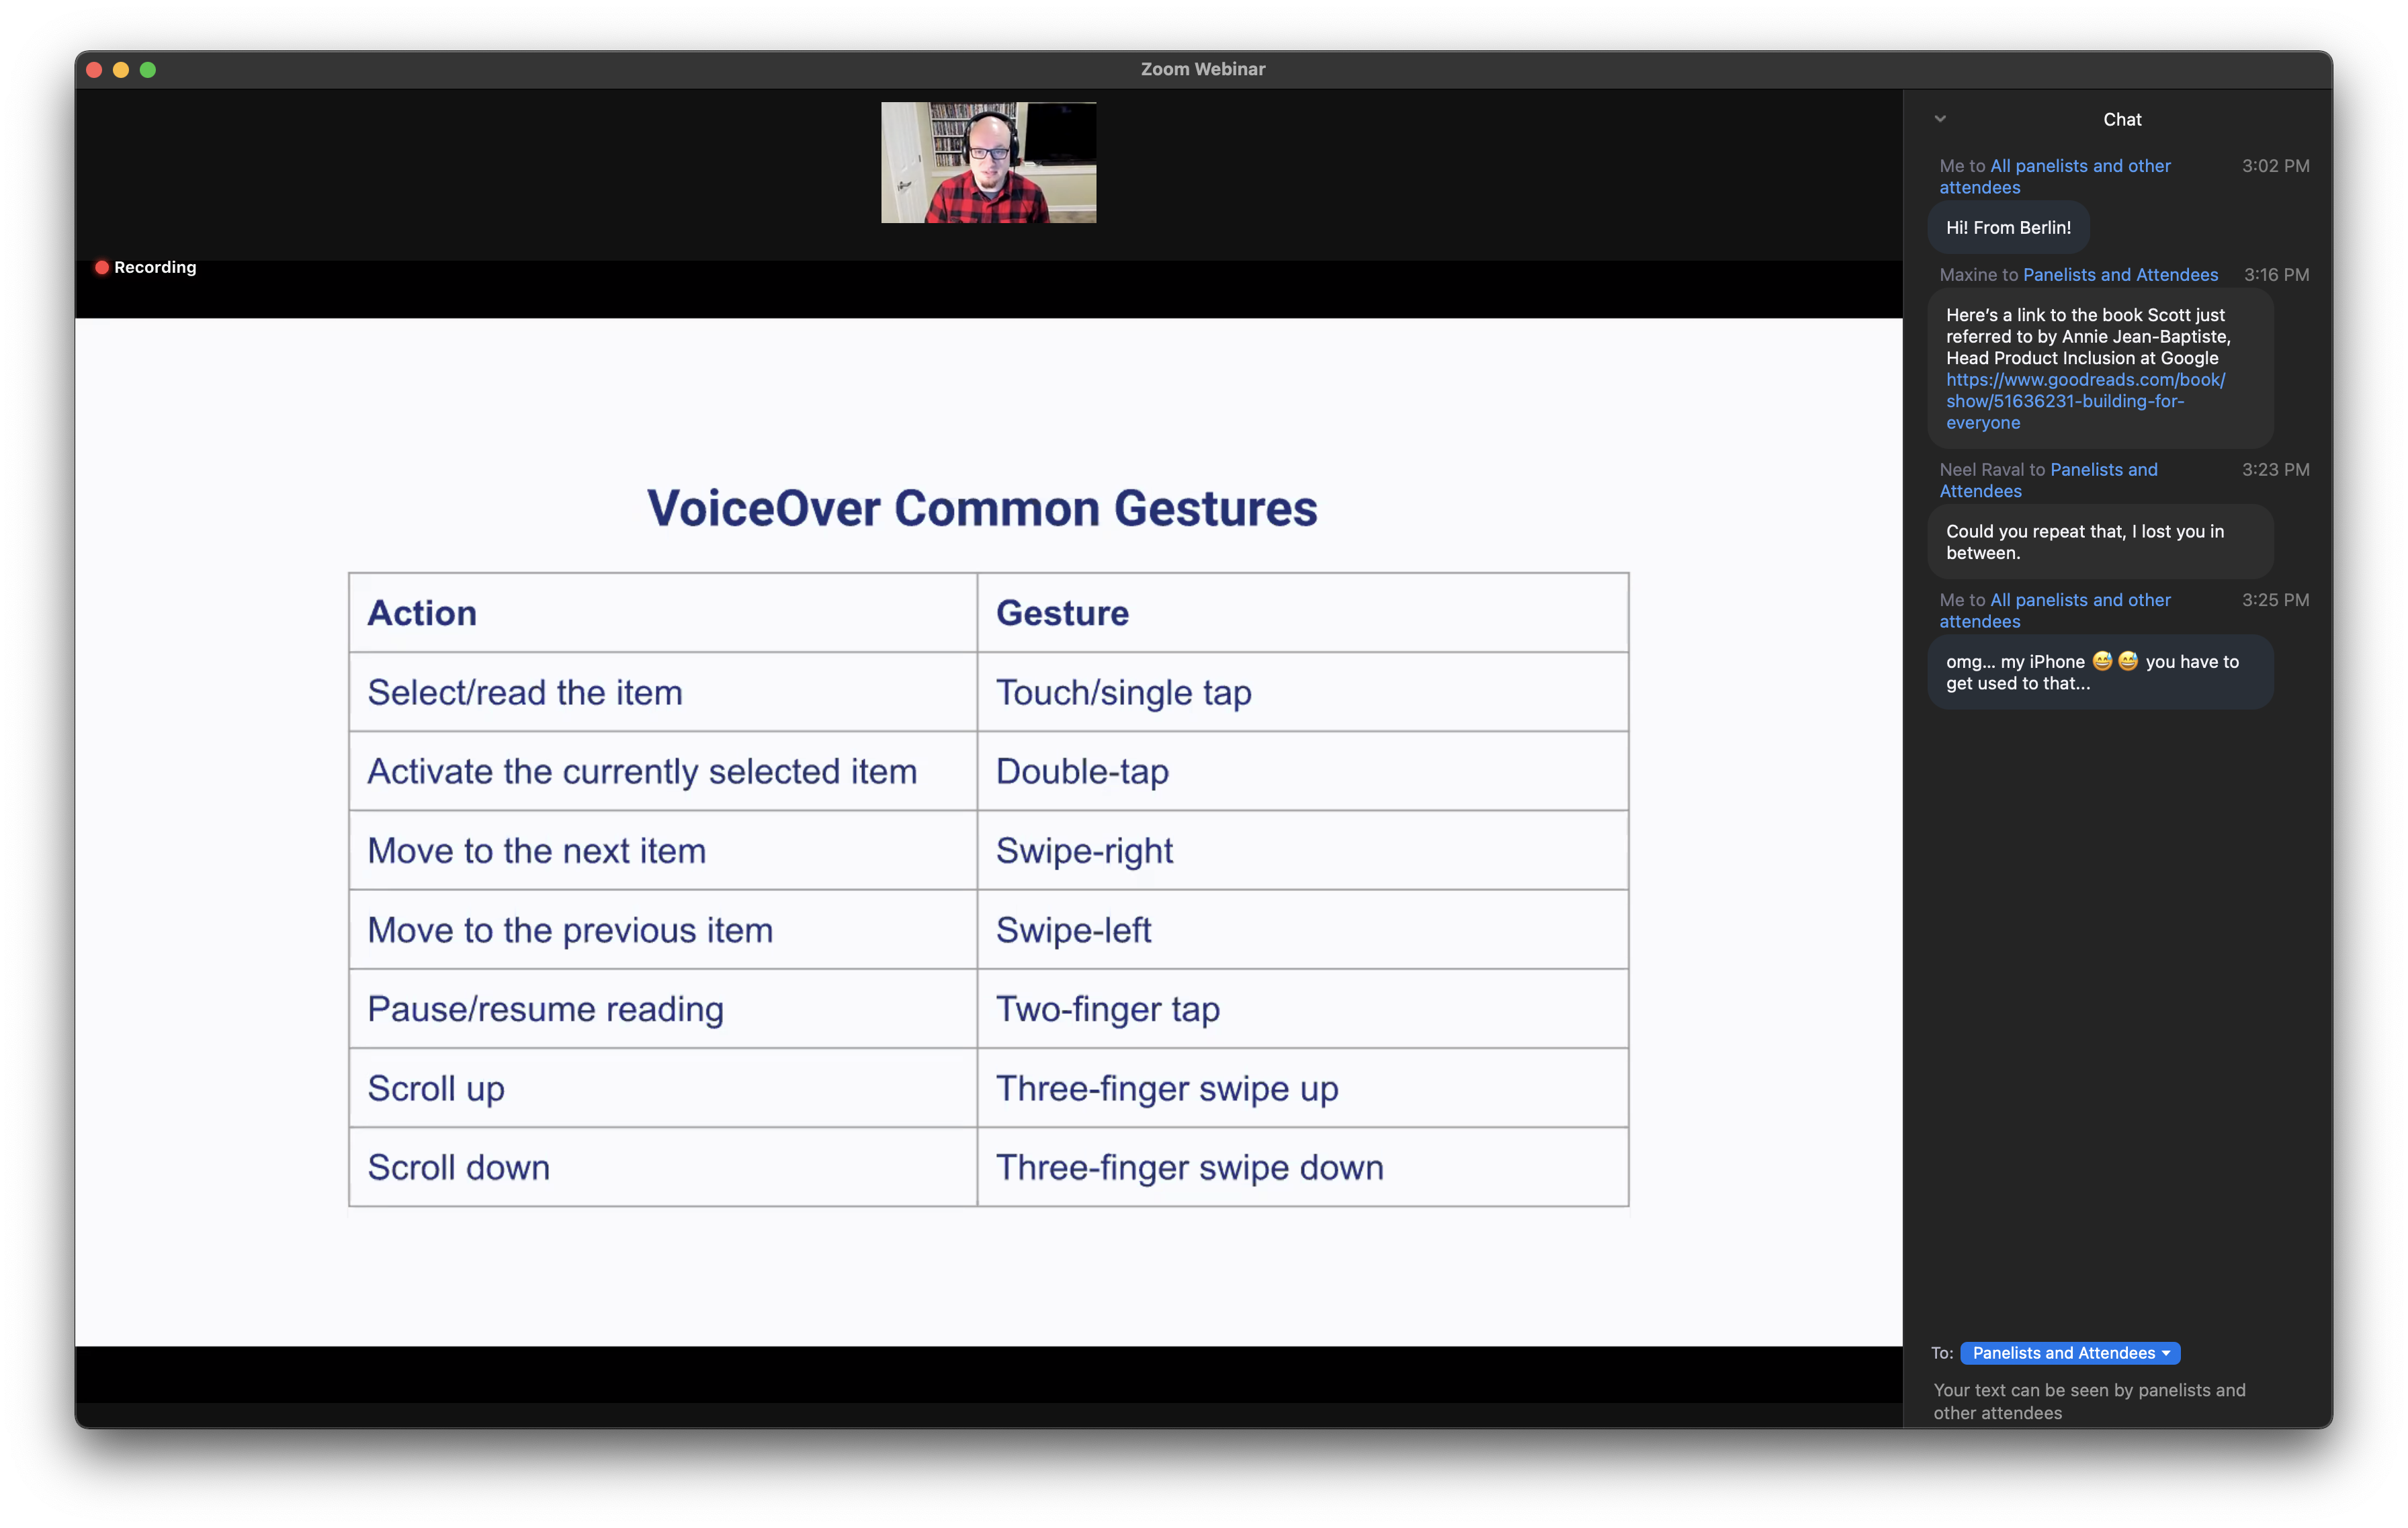 Zoom Webinar
Recording
VoiceOver Common Gestures
Action Gesture
Select/read the item Touch/single tap
Activate the currently selected item Double-tap
Move to the next item Swipe-right
Move to the previous item Swipe-left
Pause/resume reading Two-finger tap
Scroll up Three-finger swipe up
Scroll down Three-finger swipe down
Chat
Me to All panelists and other 3:02 PM
attendees
Hi! From Berlin!
Maxine to Panelists and Attendees 3:16 PM
Here’s a link to the book Scott just
referred to by Annie Jean-Baptiste,
Head Product Inclusion at Google
https://www.goodreads.com/book/
show/51636231-building-for-
everyone
Neel Raval to Panelists and 3:23 PM
Attendees
Could you repeat that, I lost you in
between.
Me to All panelists and other 3:25 PM
attendees
omg... my iPhone 😅😅 you have to
get used to that...
To: Panelists and Attendees
Your text can be seen by panelists and
other attendees